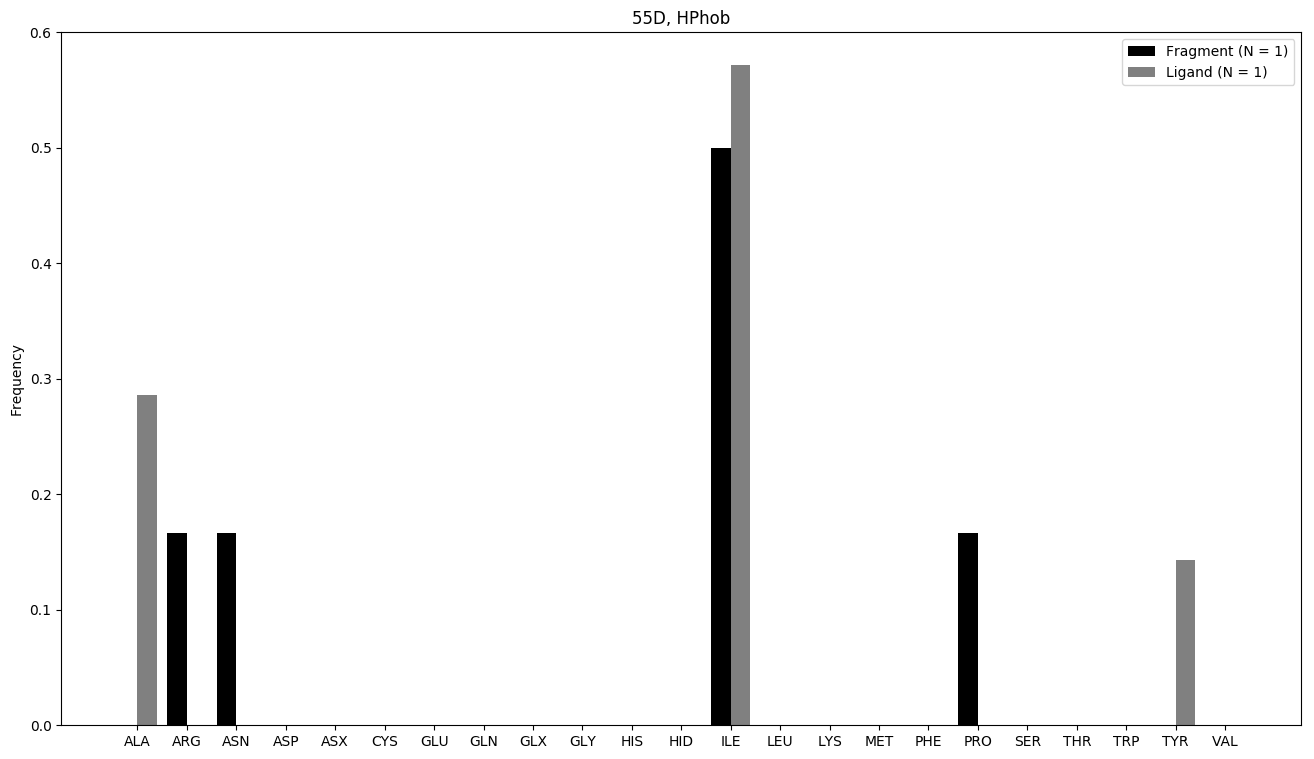 55D, HPhob
Fragment (N = 1)
Ligand (N = 1)
Frequency
0.6
0.5
0.4
0.3
0.2
0.1
0.0
ALA ARG ASN ASP ASX CYS GLU GLN GLX GLY HIS HID ILE LEU LYS MET PHE PRO SER THR TRP TYR VAL